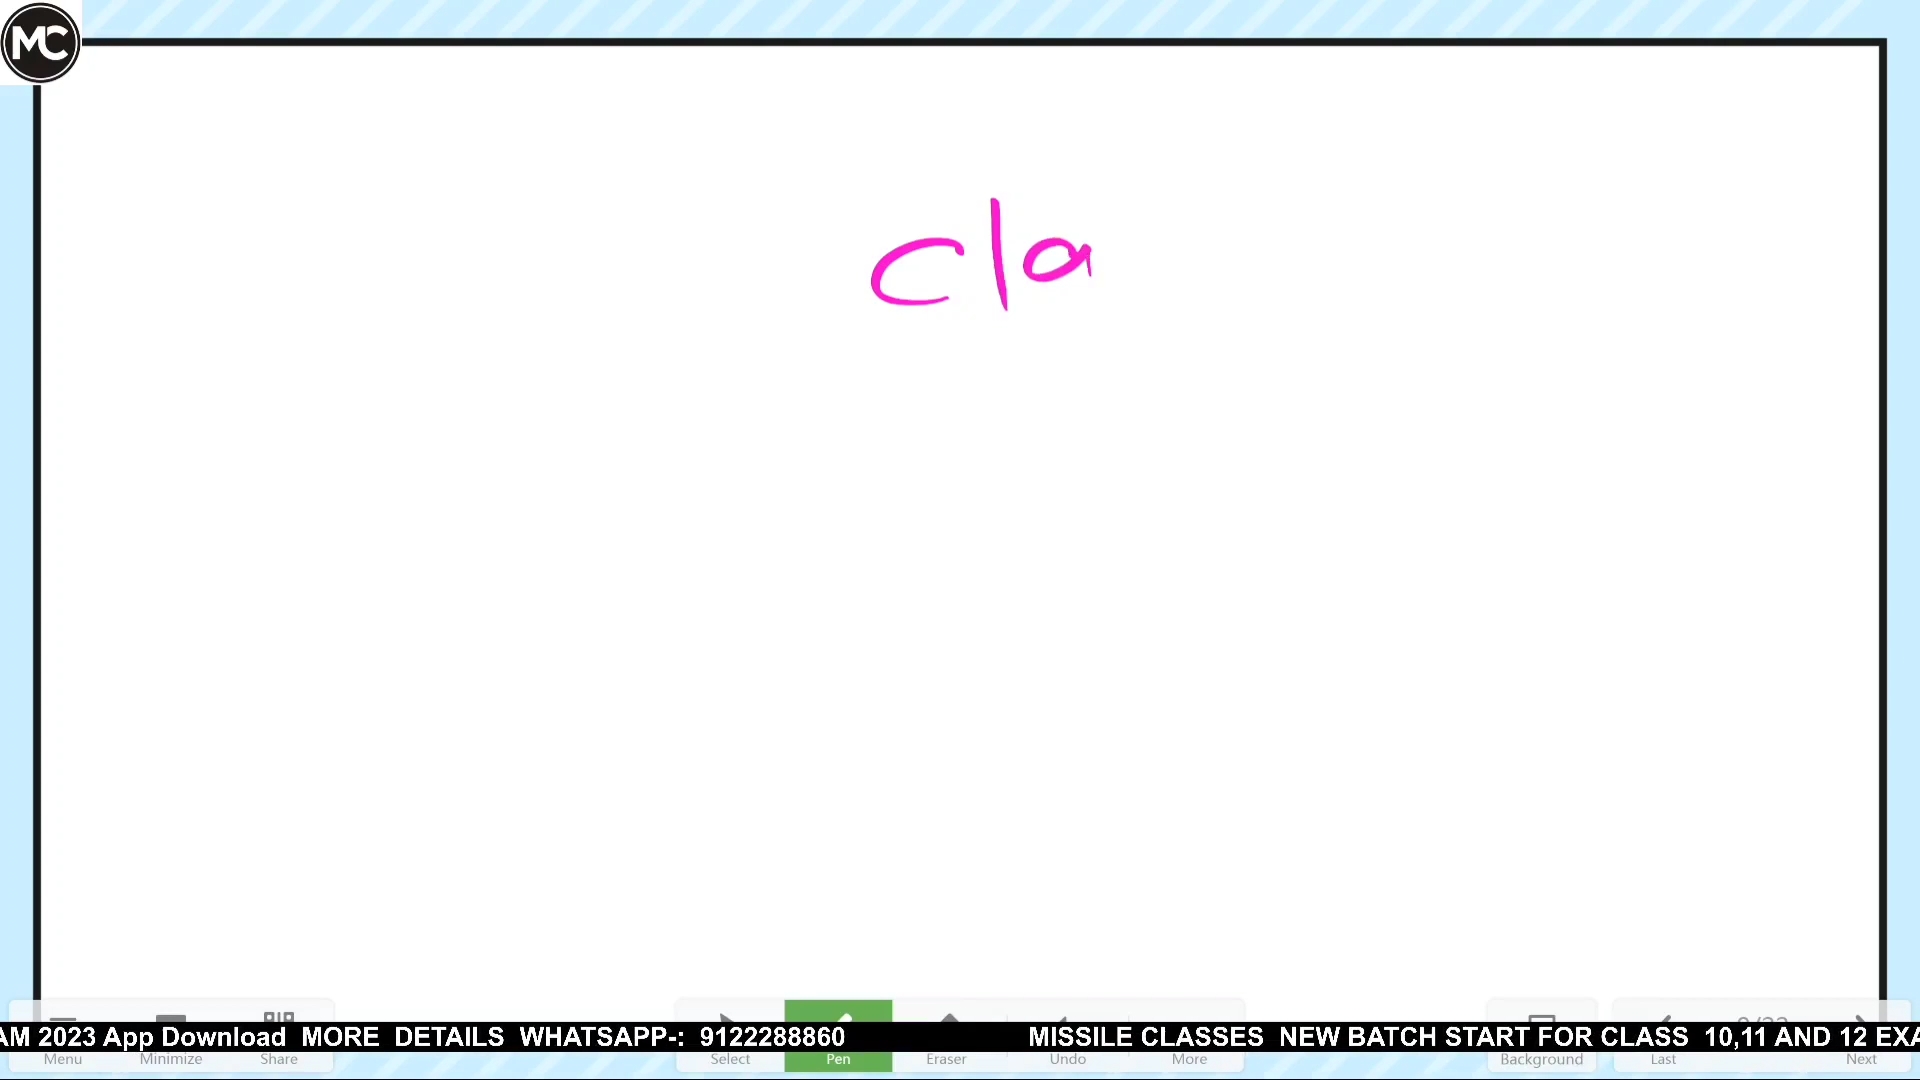 MC
cla
AM 2023 App Download MORE DETAILS WHATSAPP-: 9122288860 MISSILE CLASSES NEW BATCH START FOR CLASS 10,11 AND 12 EXA
Menu Minimize Share Select Pen Eraser Undo More Background Last Next